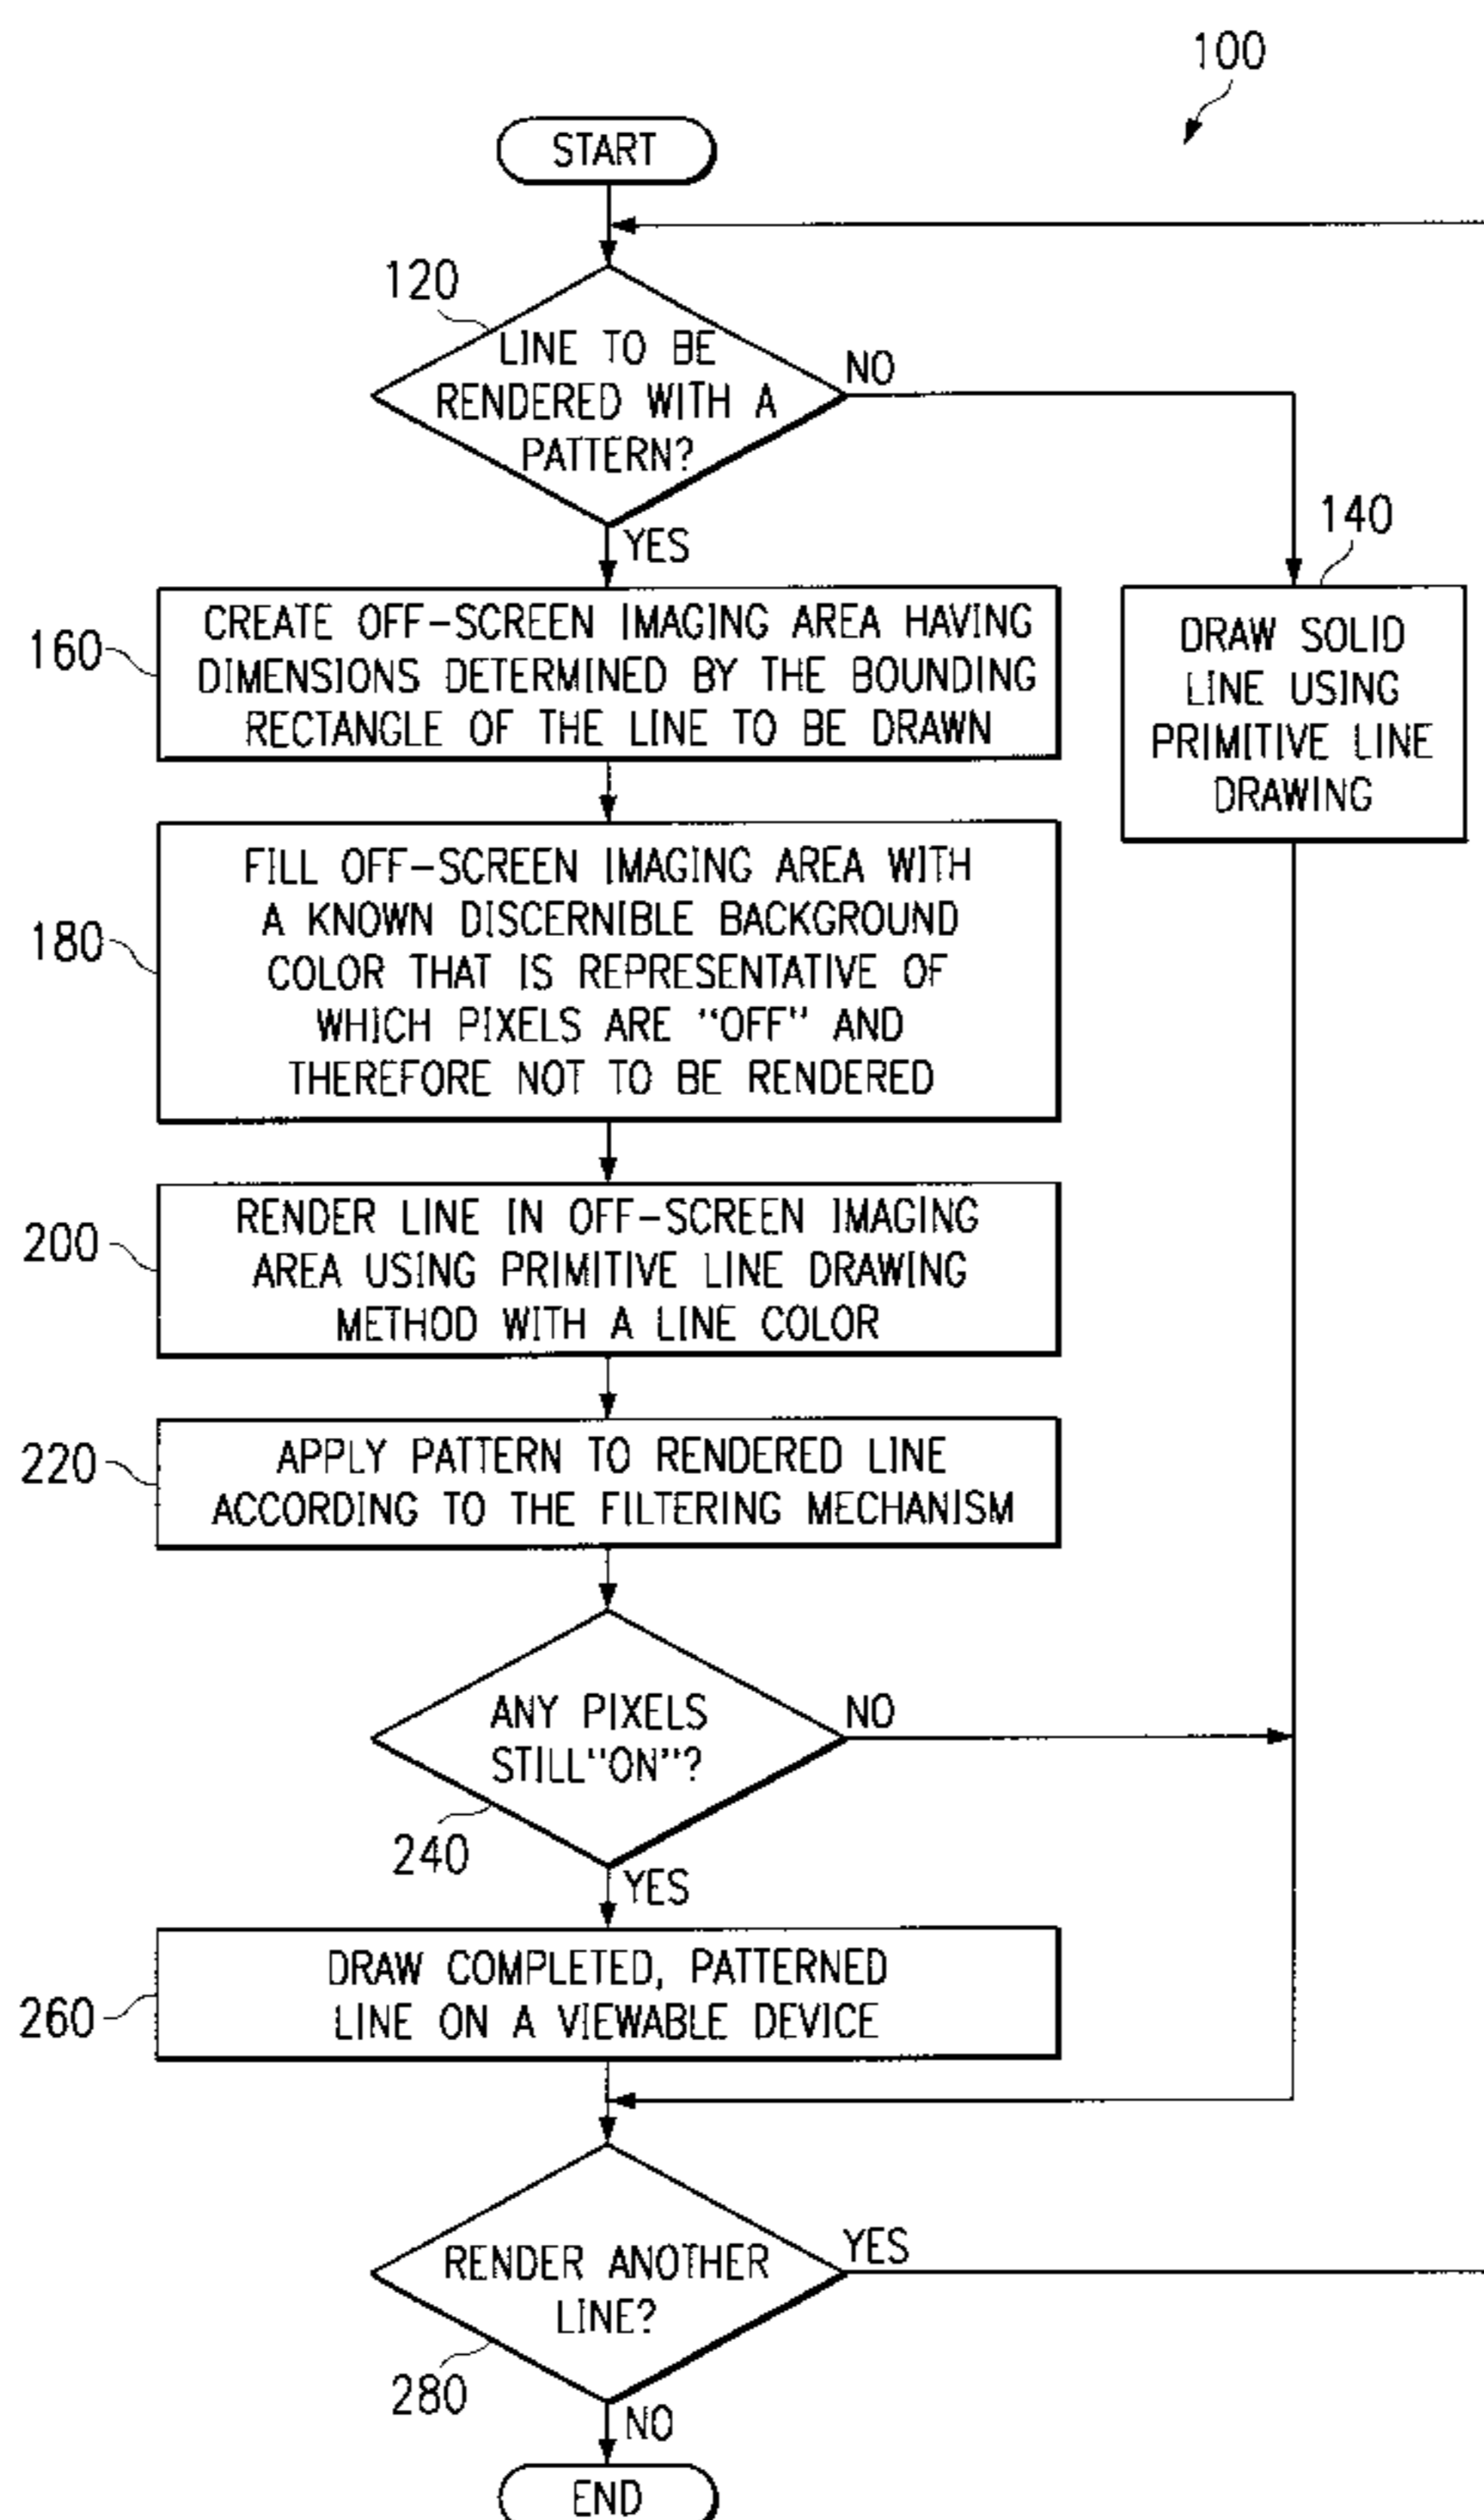 100
START
120
LINE TO BE
RENDERED WITH A
PATTERN?
NO
YES
140
DRAW SOLID
LINE USING
PRIMITIVE LINE
DRAWING
160
CREATE OFF-SCREEN IMAGING AREA HAVING
DIMENSIONS DETERMINED BY THE BOUNDING
RECTANGLE OF THE LINE TO BE DRAWN
180
FILL OFF-SCREEN IMAGING AREA WITH
A KNOWN DISCERNIBLE BACKGROUND
COLOR THAT IS REPRESENTATIVE OF
WHICH PIXELS ARE "OFF" AND
THEREFORE NOT TO BE RENDERED
200
RENDER LINE IN OFF-SCREEN IMAGING
AREA USING PRIMITIVE LINE DRAWING
METHOD WITH A LINE COLOR
220
APPLY PATTERN TO RENDERED LINE
ACCORDING TO THE FILTERING MECHANISM
ANY PIXELS
STILL"ON"?
NO
240
YES
260
DRAW COMPLETED, PATTERNED
LINE ON A VIEWABLE DEVICE
RENDER ANOTHER
LINE?
YES
280
NO
END